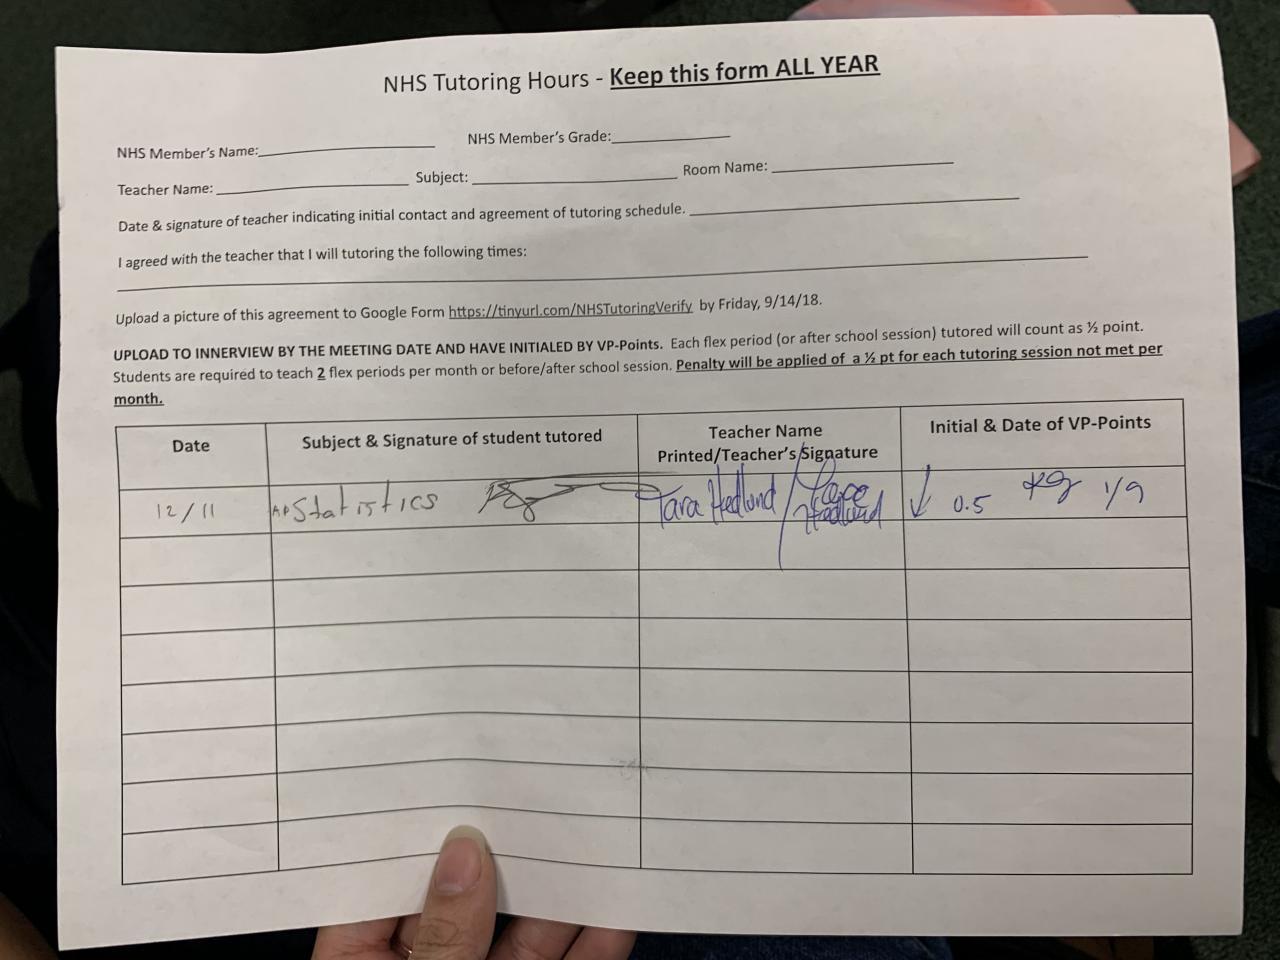 NHS Tutoring Hours - Keep this form ALL YEAR
NHS Member's Name: NHS Member's Grade:
Teacher Name: Subject: Room Name:
Date & signature of teacher indicating initial contact and agreement of tutoring schedule.
I agreed with the teacher that I will tutoring the following times:
Upload a picture of this agreement to Google Form https://tinyurl.com/NHSTutoringVerify by Friday, 9/14/18.
UPLOAD TO INNERVIEW BY THE MEETING DATE AND HAVE INITIALED BY VP-Points. Each flex period (or after school session) tutored will count as ½ point.
Students are required to teach 2 flex periods per month or before/after school session. Penalty will be applied of a ½ pt for each tutoring session not met per
month.
Date Subject & Signature of student tutored Teacher Name Initial & Date of VP-Points
Printed/Teacher's Signature
12/11 AP Statistics Tara Hedlund / Hedlund ↓ 0.5 1/9